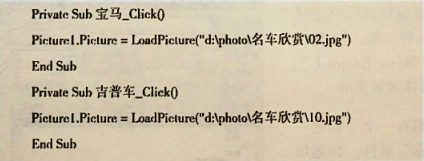 Private Sub 宝马_Click()
Picture1.Picture = LoadPicture("d:\photo\名车欣赏\02.jpg")
End Sub
Private Sub 吉普车_Click()
Picture1.Picture = LoadPicture("d:\photo\名车欣赏\10.jpg")
End Sub